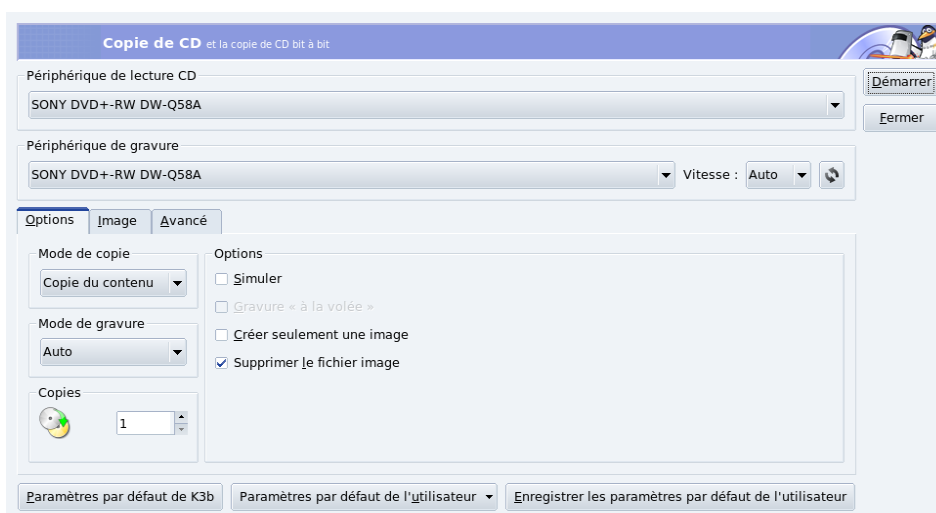 Copie de CD et la copie de CD bit à bit
Périphérique de lecture CD
SONY DVD+-RW DW-Q58A
Démarrer
Fermer
Périphérique de gravure
SONY DVD+-RW DW-Q58A
Vitesse : Auto
Options Image Avancé
Mode de copie
Copie du contenu
Mode de gravure
Auto
Copies
1
Options
Simuler
Gravure « à la volée »
Créer seulement une image
Supprimer le fichier image
Paramètres par défaut de K3b Paramètres par défaut de l'utilisateur Enregistrer les paramètres par défaut de l'utilisateur